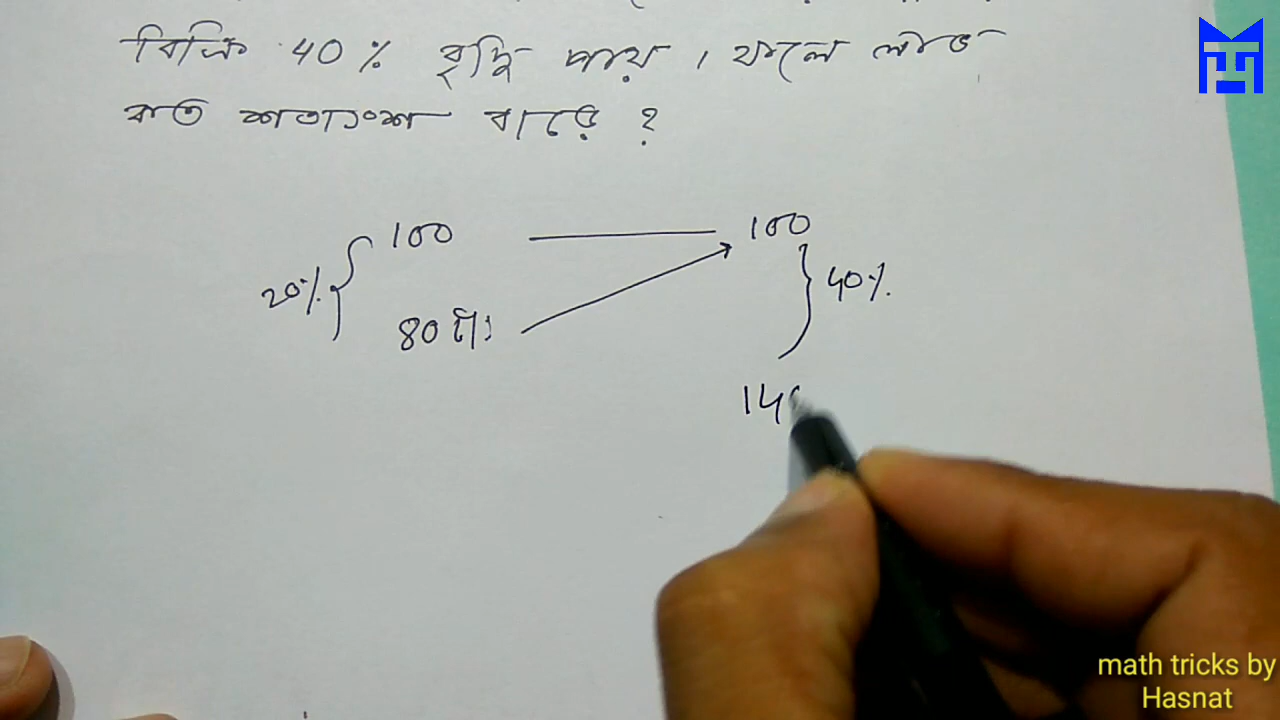 বিক্রি 40% বৃদ্ধি পায়। ফলে লাভ
কত শতাংশ বাড়ে ?
100 100
20% 40%
80 টা:
14
math tricks by
Hasnat